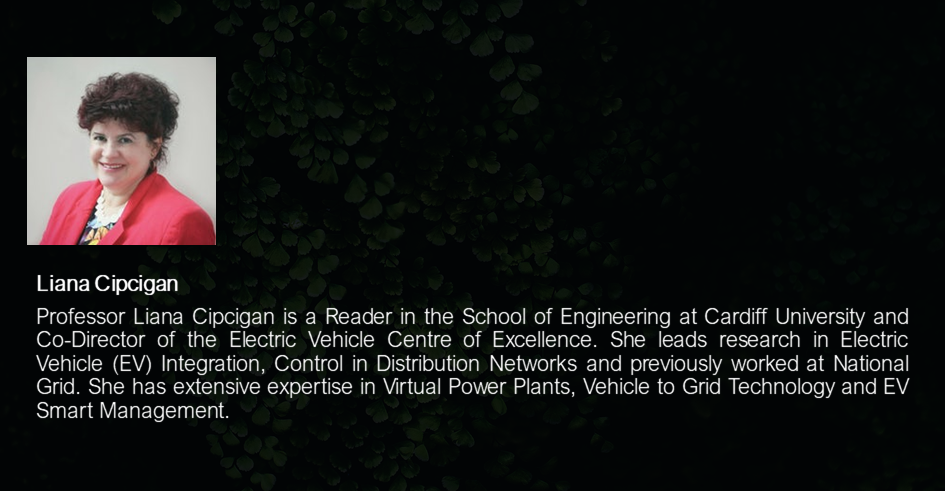 Liana Cipcigan
Professor Liana Cipcigan is a Reader in the School of Engineering at Cardiff University and
Co-Director of the Electric Vehicle Centre of Excellence. She leads research in Electric
Vehicle (EV) Integration, Control in Distribution Networks and previously worked at National
Grid. She has extensive expertise in Virtual Power Plants, Vehicle to Grid Technology and EV
Smart Management.